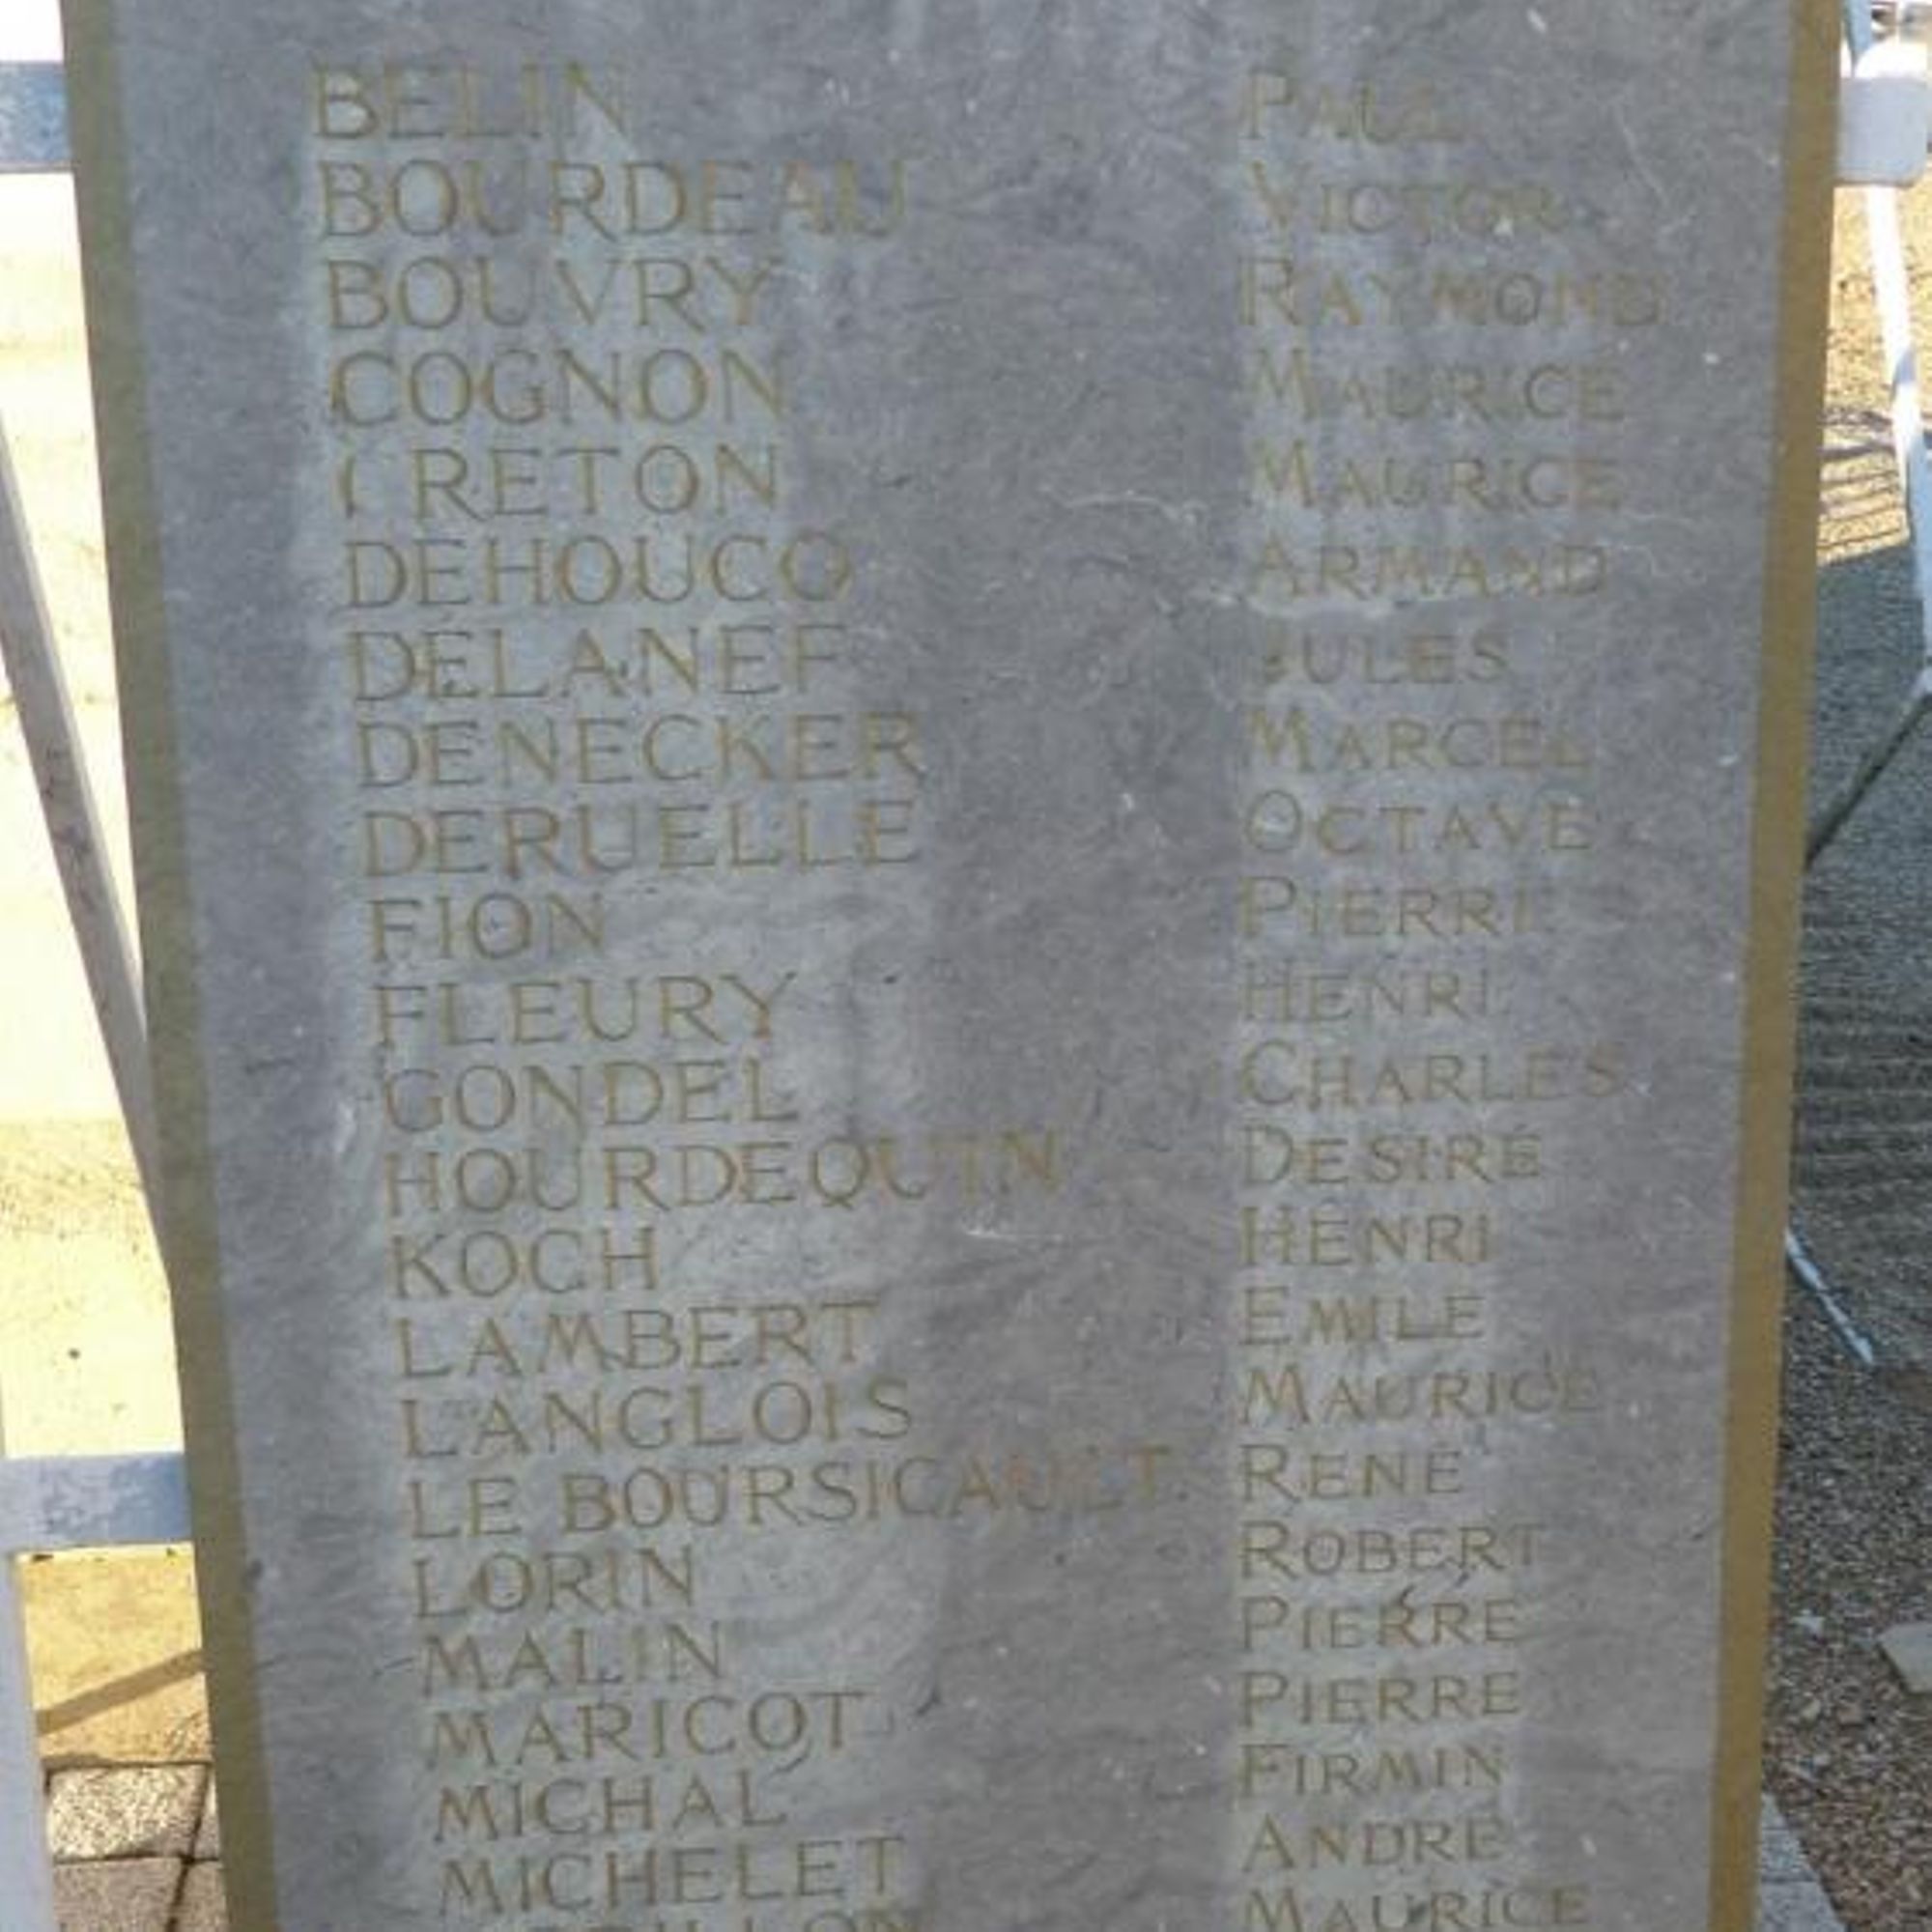 BELIN PAUL
BOURDEAU VICTOR
BOUVRY RAYMOND
COGNON MAURICE
CRETON MAURICE
DEHOUCQ ARMAND
DELANEF JULES
DENECKER MARCEL
DERUELLE OCTAVE
FION PIERRE
FLEURY HENRI
GONDEL CHARLES
HOURDEQUIN DESIRÉ
KOCH HENRI
LAMBERT EMILE
LANGLOIS MAURICE
LE BOURSICAULT RENÉ
LORIN ROBERT
MALIN PIERRE
MARICOT PIERRE
MICHAL FIRMIN
MICHELET ANDRÉ
MAURICE